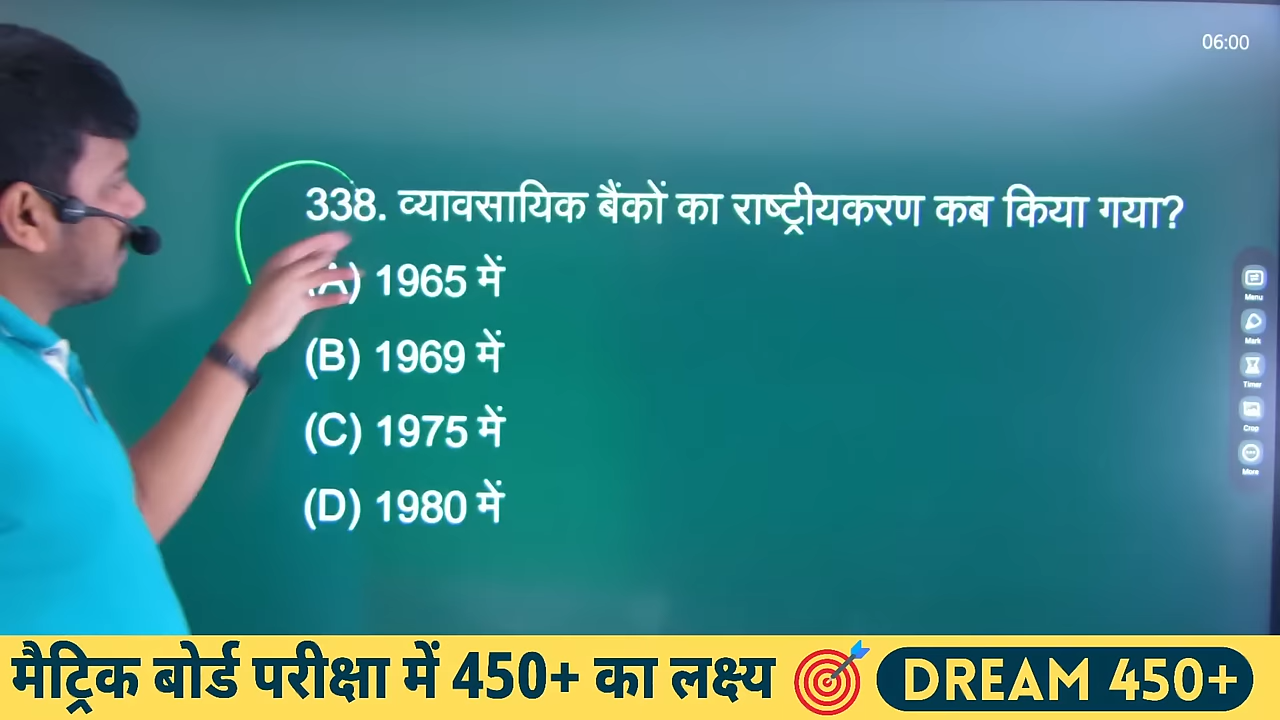 06:00
338. व्यावसायिक बैंकों का राष्ट्रीयकरण कब किया गया?
(A) 1965 में
(B) 1969 में
(C) 1975 में
(D) 1980 में
Menu
Mark
Timer
Crop
More
मैट्रिक बोर्ड परीक्षा में 450+ का लक्ष्य DREAM 450+